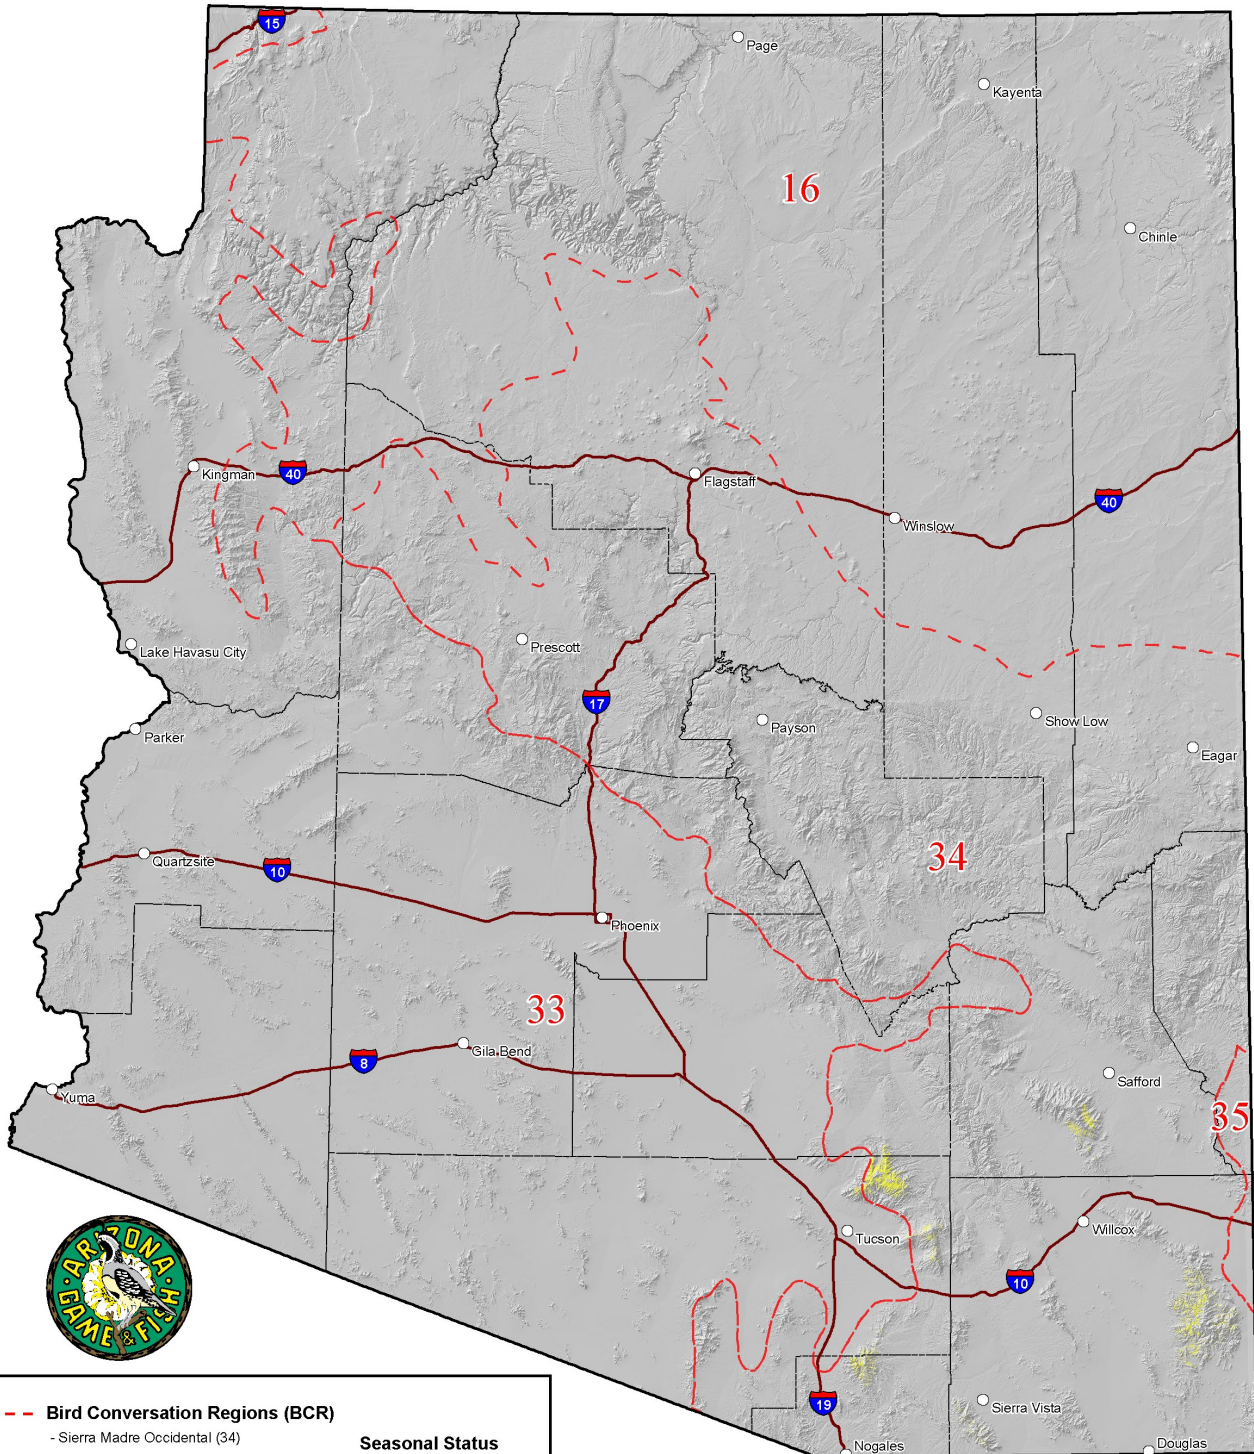 15
Page
Kayenta
16
Chinle
Kingman
40
Flagstaff
40
Winslow
Lake Havasu City
Prescott
17
Parker
Payson
Show Low
Eagar
Quartzsite
10
34
Phoenix
33
Gila Bend
8
Safford
Yuma
35
Tucson
Willcox
10
ARIZONA
GAME & FISH
19
Sierra Vista
Nogales
Douglas
Bird Conversation Regions (BCR)
- Sierra Madre Occidental (34)
Seasonal Status